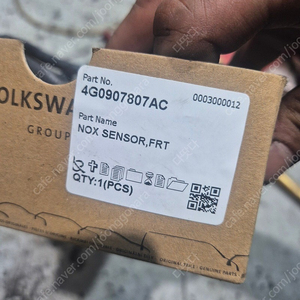 Part No.
4G0907807AC
0003000012
Part Name
NOX SENSOR,FRT
QTY:1(PCS)
OLKSWA
GROUP